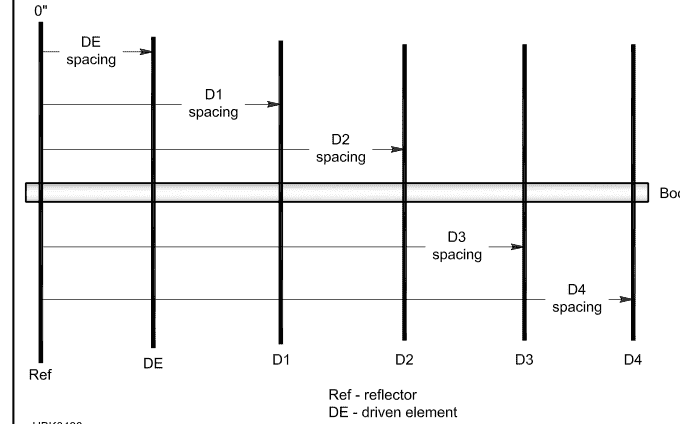 0"
DE
spacing
D1
spacing
D2
spacing
D3
spacing
D4
spacing
Ref
DE
D1
D2
D3
D4
Ref - reflector
DE - driven element